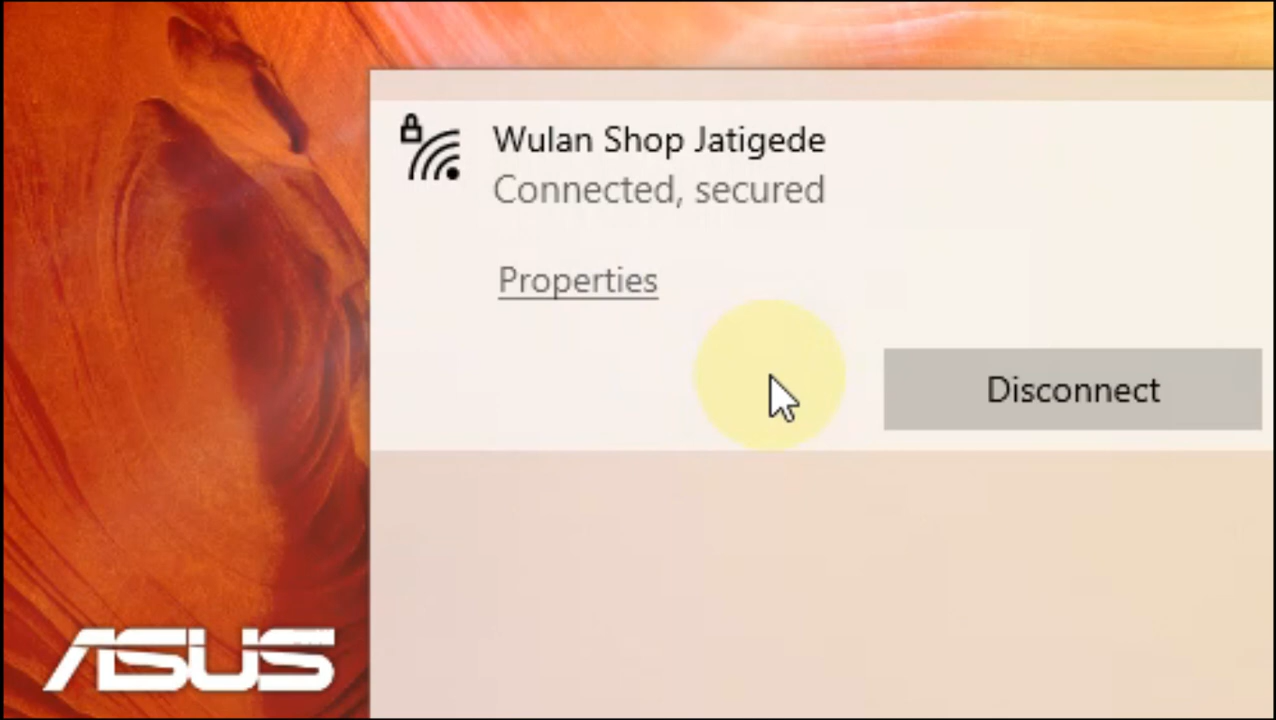 Wulan Shop Jatigede
Connected, secured
Properties
Disconnect
ASUS